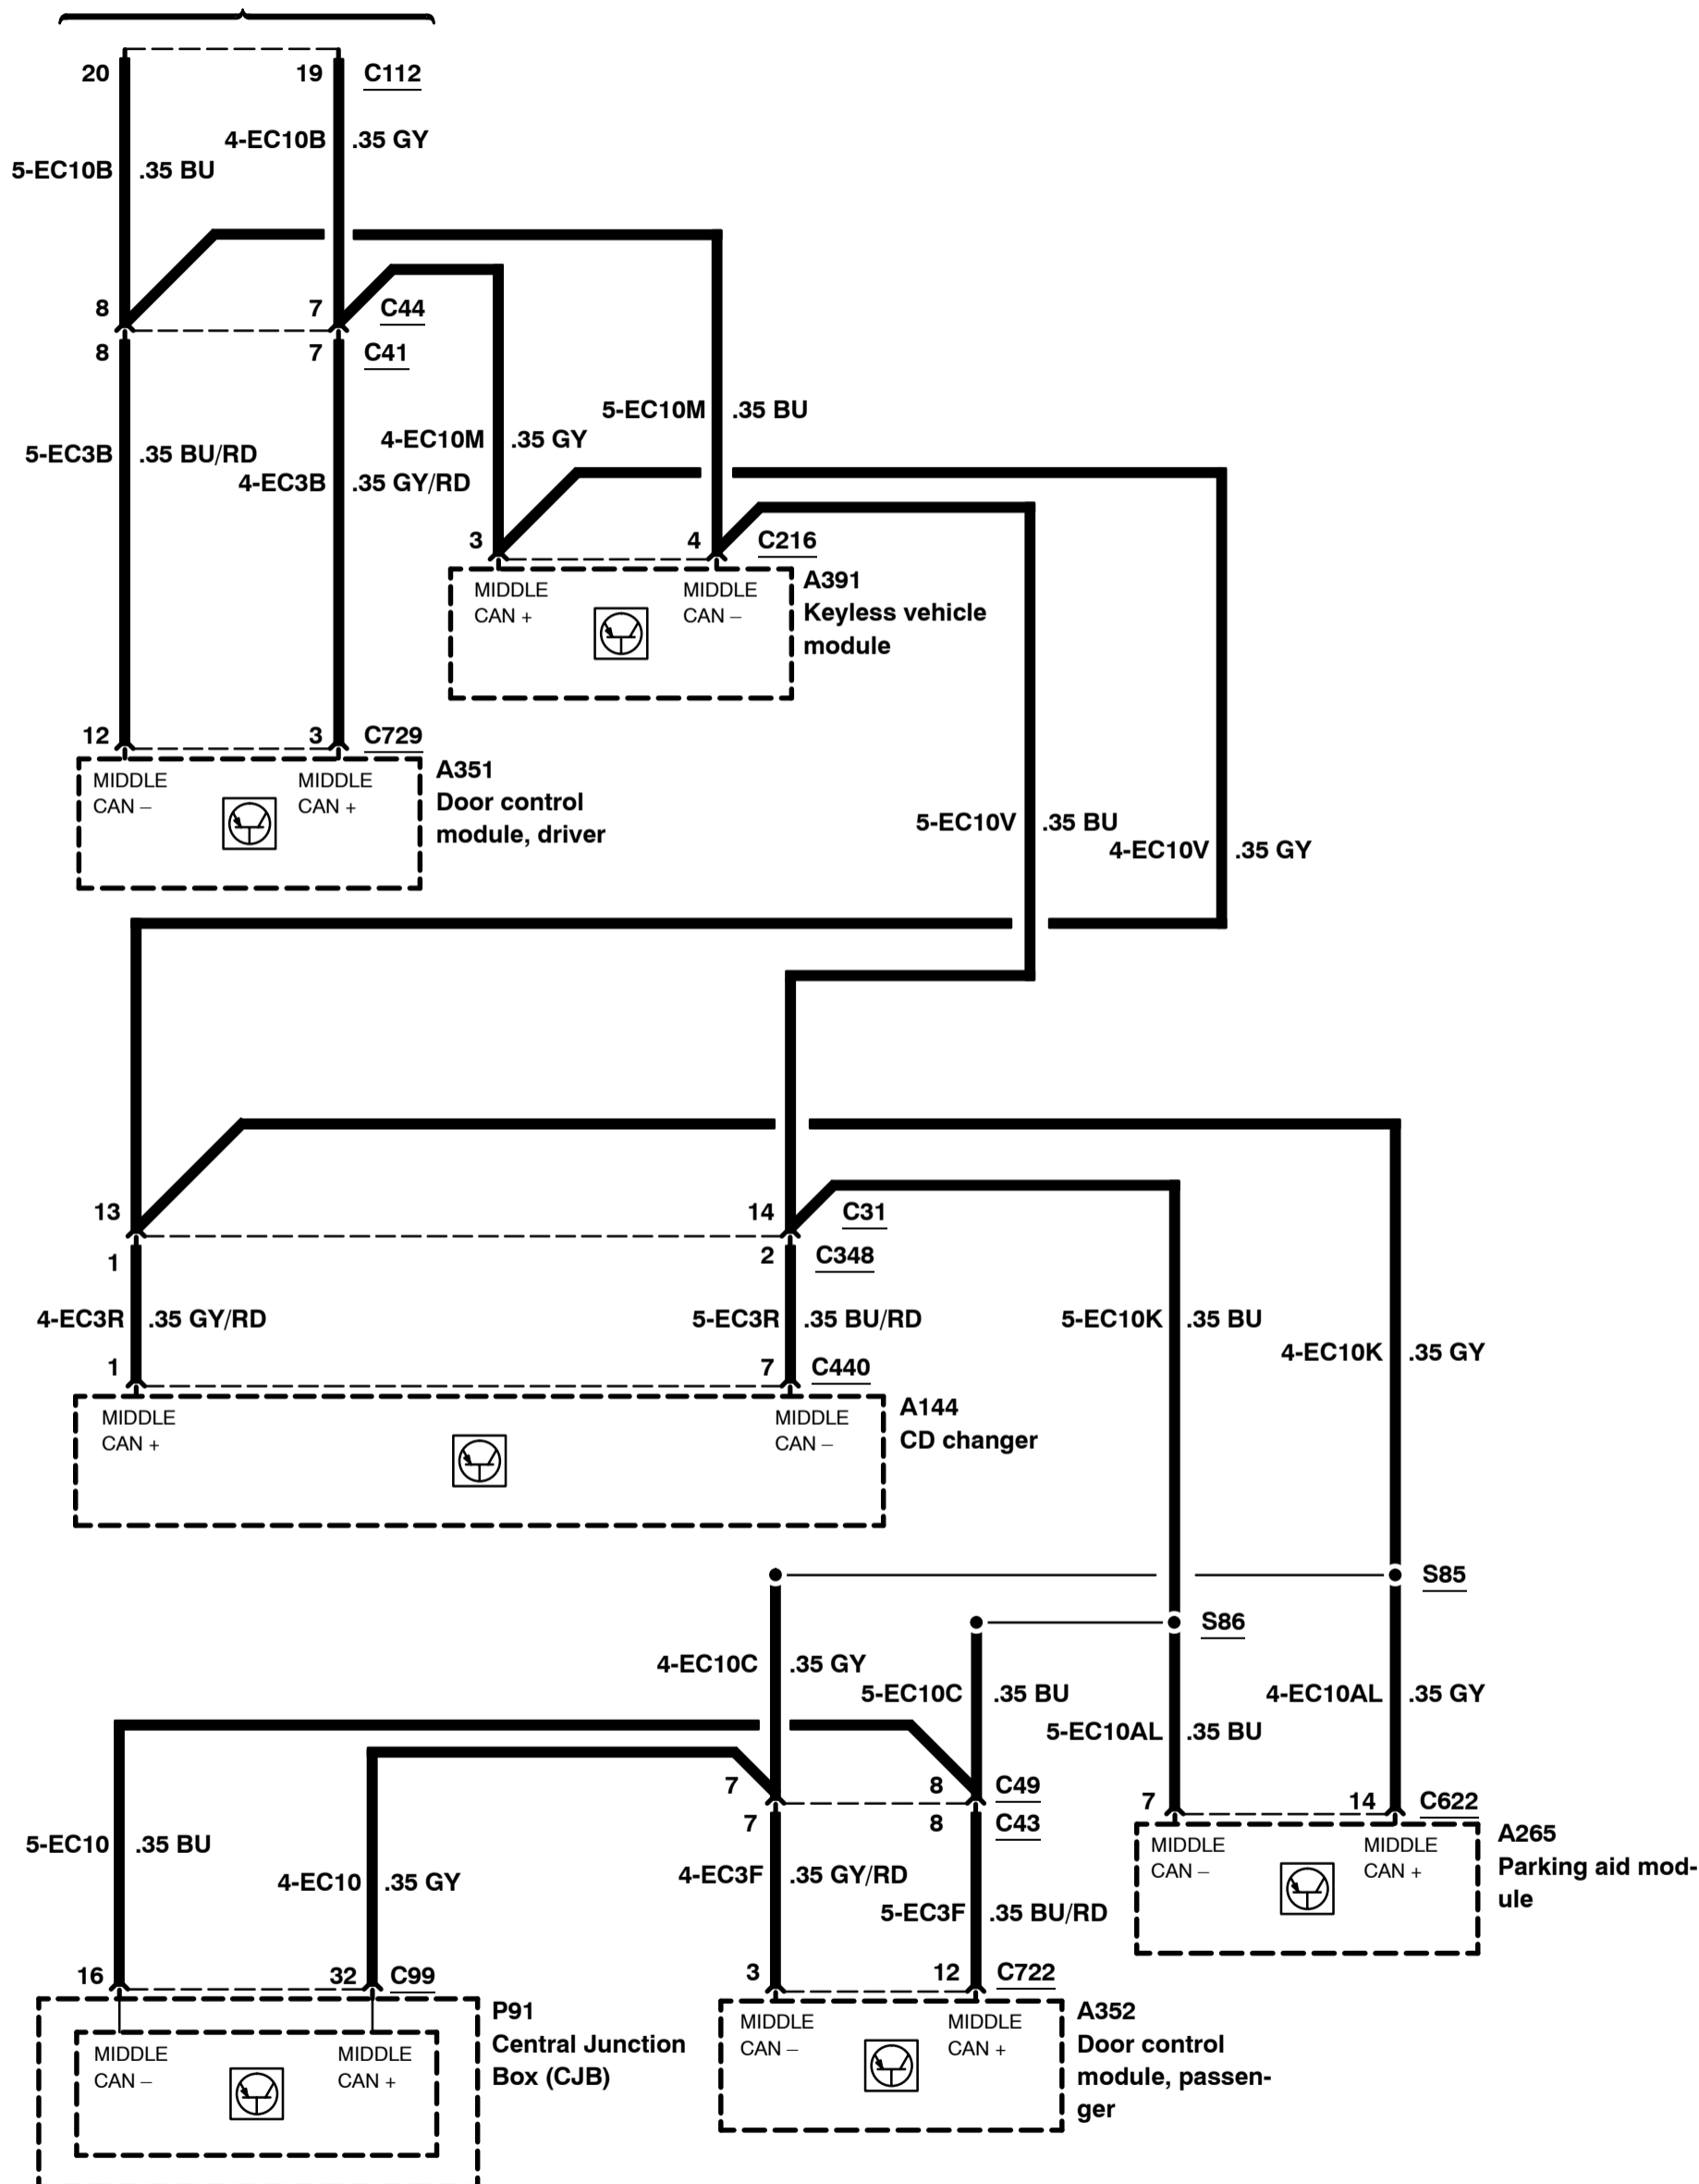 20
19
C112
4-EC10B
.35 GY
5-EC10B
.35 BU
8
7
C44
8
7
C41
5-EC10M
.35 BU
4-EC10M
.35 GY
5-EC3B
.35 BU/RD
4-EC3B
.35 GY/RD
3
4
C216
MIDDLE
CAN +
MIDDLE
CAN –
A391
Keyless vehicle
module
12
3
C729
MIDDLE
CAN –
MIDDLE
CAN +
A351
Door control
module, driver
5-EC10V
.35 BU
4-EC10V
.35 GY
13
14
C31
1
2
C348
4-EC3R
.35 GY/RD
5-EC3R
.35 BU/RD
5-EC10K
.35 BU
4-EC10K
.35 GY
1
7
C440
MIDDLE
CAN +
MIDDLE
CAN –
A144
CD changer
S85
S86
4-EC10C
.35 GY
5-EC10C
.35 BU
4-EC10AL
.35 GY
5-EC10AL
.35 BU
7
8
C49
7
8
C43
7
14
C622
5-EC10
.35 BU
4-EC10
.35 GY
4-EC3F
.35 GY/RD
5-EC3F
.35 BU/RD
MIDDLE
CAN –
MIDDLE
CAN +
A265
Parking aid mod-
ule
16
32
C99
3
12
C722
MIDDLE
CAN –
MIDDLE
CAN +
P91
Central Junction
Box (CJB)
MIDDLE
CAN –
MIDDLE
CAN +
A352
Door control
module, passen-
ger